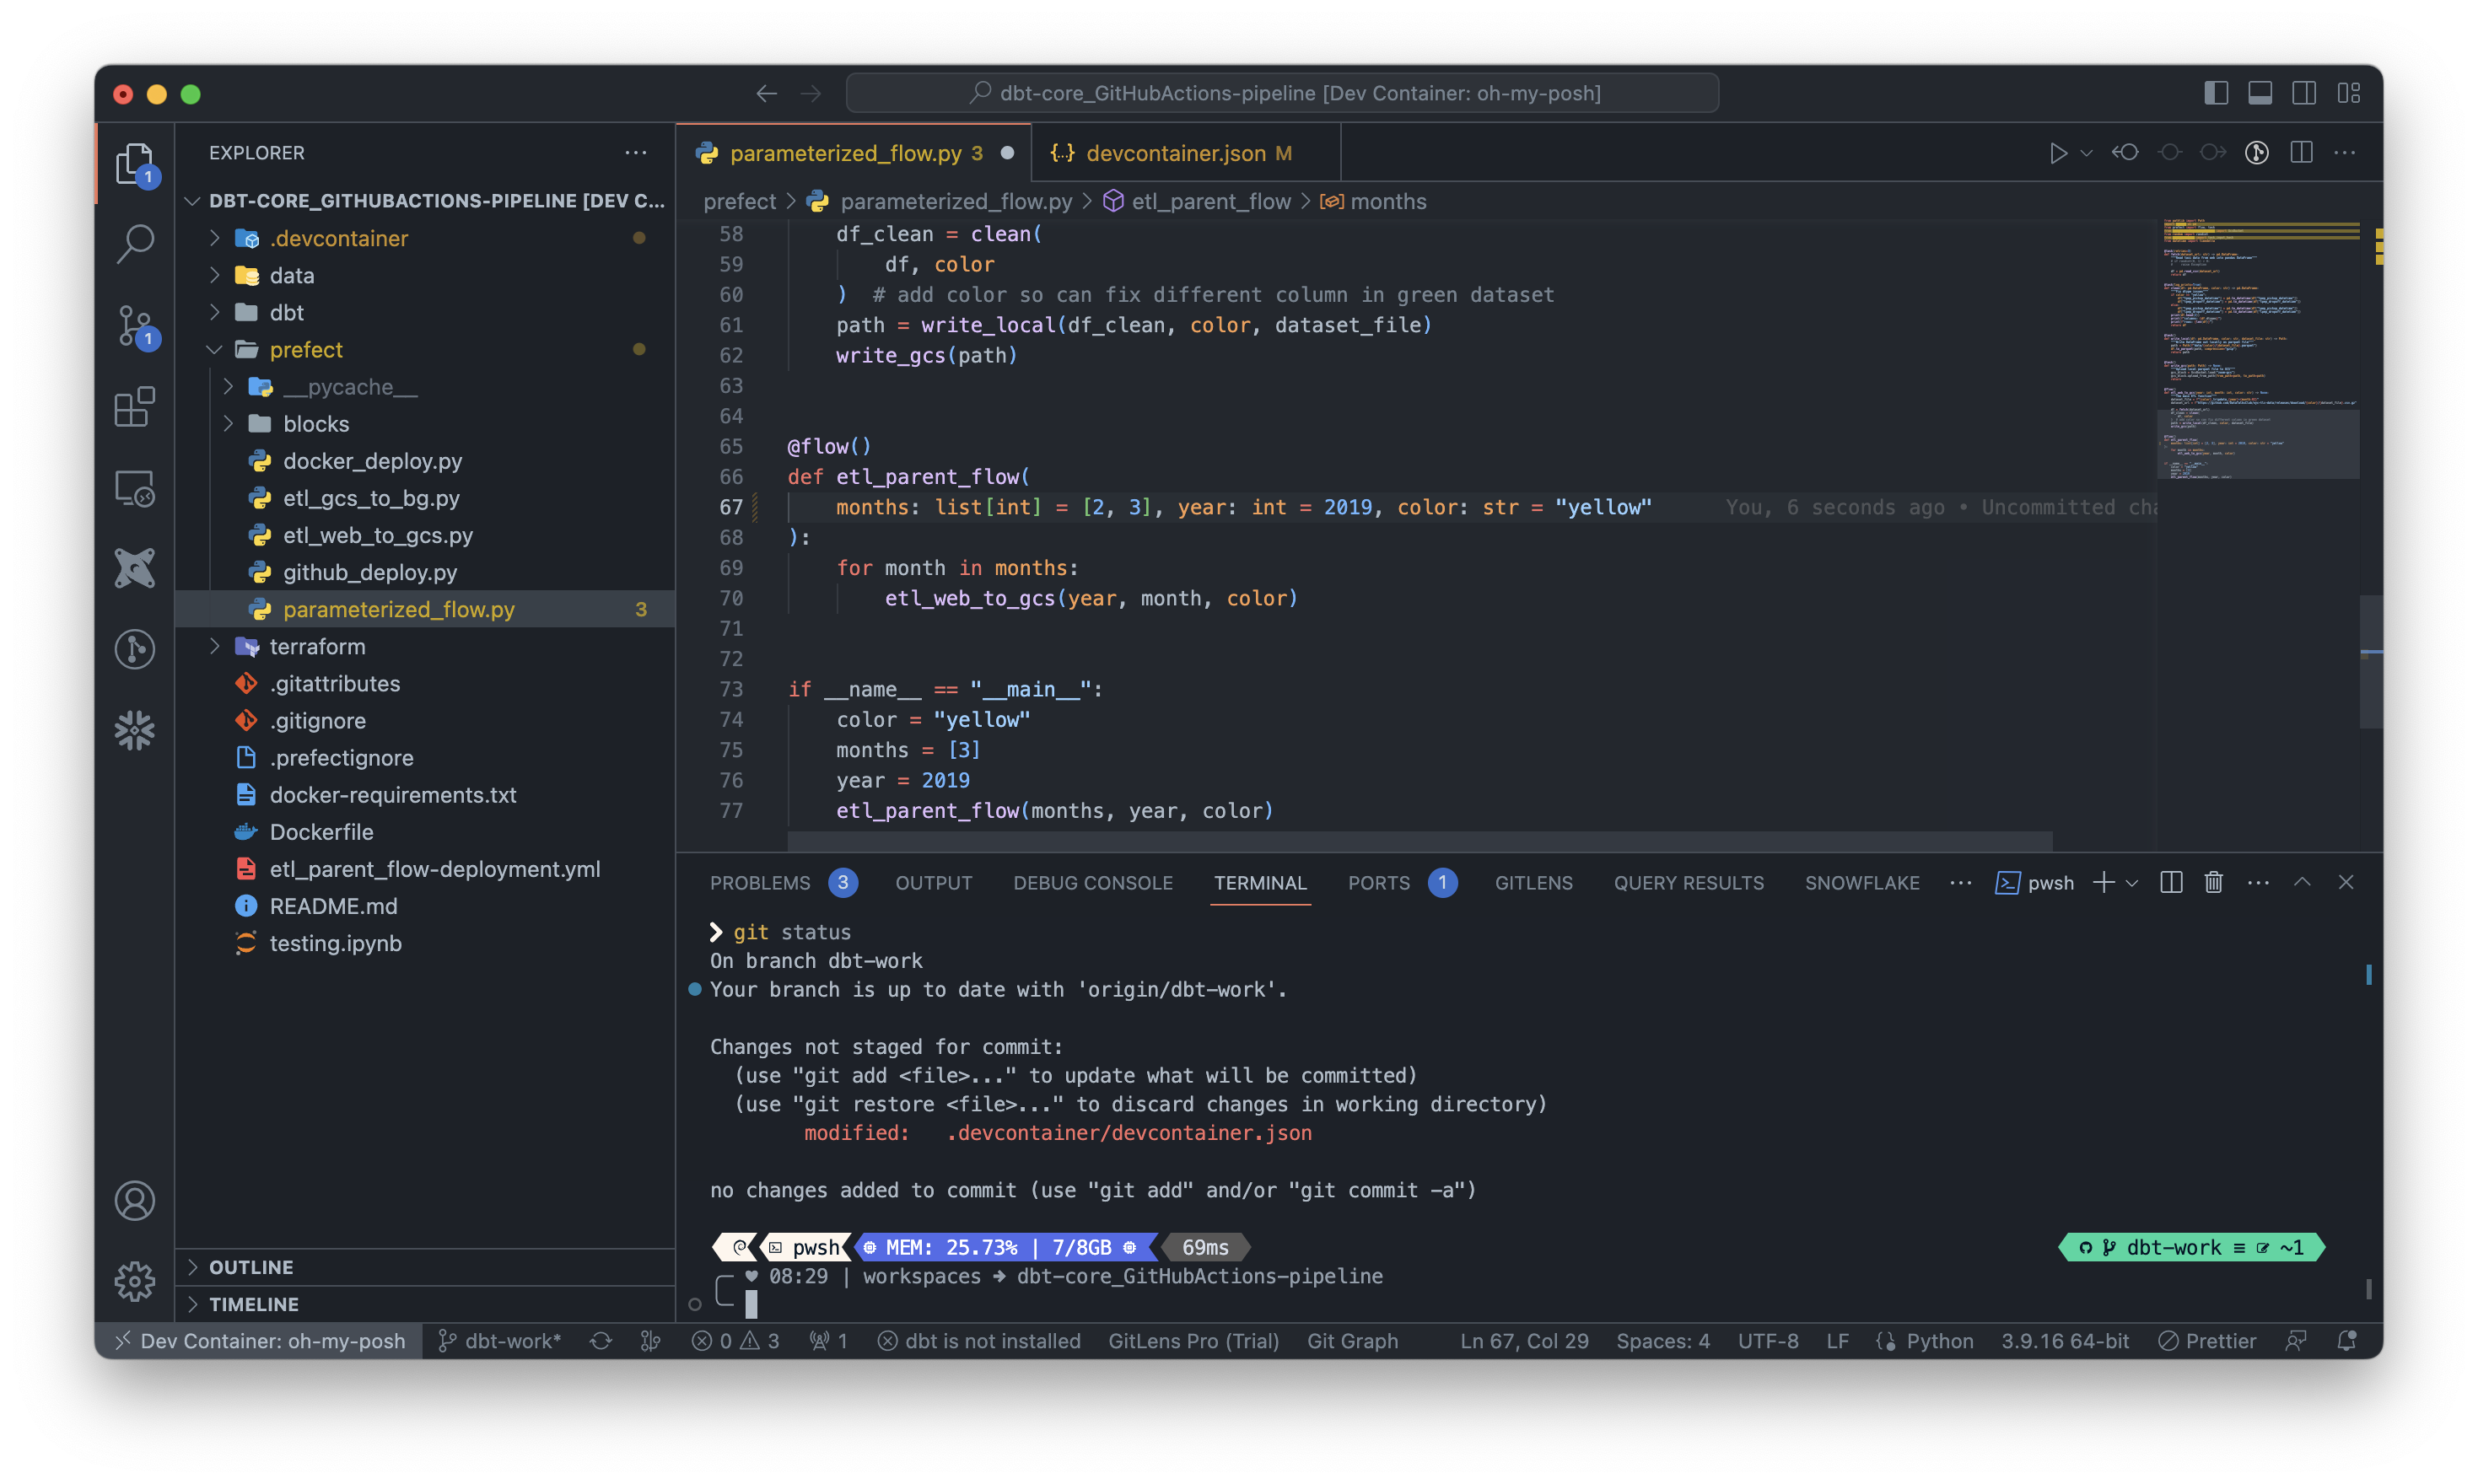 dbt-core_GitHubActions-pipeline [Dev Container: oh-my-posh]
EXPLORER
DBT-CORE_GITHUBACTIONS-PIPELINE [DEV C...
.devcontainer
data
dbt
prefect
__pycache__
blocks
docker_deploy.py
etl_gcs_to_bg.py
etl_web_to_gcs.py
github_deploy.py
parameterized_flow.py 3
terraform
.gitattributes
.gitignore
.prefectignore
docker-requirements.txt
Dockerfile
etl_parent_flow-deployment.yml
README.md
testing.ipynb
OUTLINE
TIMELINE
1
1
parameterized_flow.py 3
devcontainer.json M
prefect > parameterized_flow.py > etl_parent_flow > months
58 df_clean = clean(
59 df, color
60 ) # add color so can fix different column in green dataset
61 path = write_local(df_clean, color, dataset_file)
62 write_gcs(path)
63
64
65 @flow()
66 def etl_parent_flow(
67 months: list[int] = [2, 3], year: int = 2019, color: str = "yellow" You, 6 seconds ago • Uncommitted cha
68 ):
69 for month in months:
70 etl_web_to_gcs(year, month, color)
71
72
73 if __name__ == "__main__":
74 color = "yellow"
75 months = [3]
76 year = 2019
77 etl_parent_flow(months, year, color)
PROBLEMS 3 OUTPUT DEBUG CONSOLE TERMINAL PORTS 1 GITLENS QUERY RESULTS SNOWFLAKE ... pwsh
❯ git status
On branch dbt-work
Your branch is up to date with 'origin/dbt-work'.
Changes not staged for commit:
(use "git add <file>..." to update what will be committed)
(use "git restore <file>..." to discard changes in working directory)
modified: .devcontainer/devcontainer.json
no changes added to commit (use "git add" and/or "git commit -a")
pwsh MEM: 25.73% | 7/8GB 69ms dbt-work ≡ ~1
♥ 08:29 | workspaces → dbt-core_GitHubActions-pipeline
Dev Container: oh-my-posh dbt-work* 0 3 1 dbt is not installed GitLens Pro (Trial) Git Graph Ln 67, Col 29 Spaces: 4 UTF-8 LF Python 3.9.16 64-bit Prettier